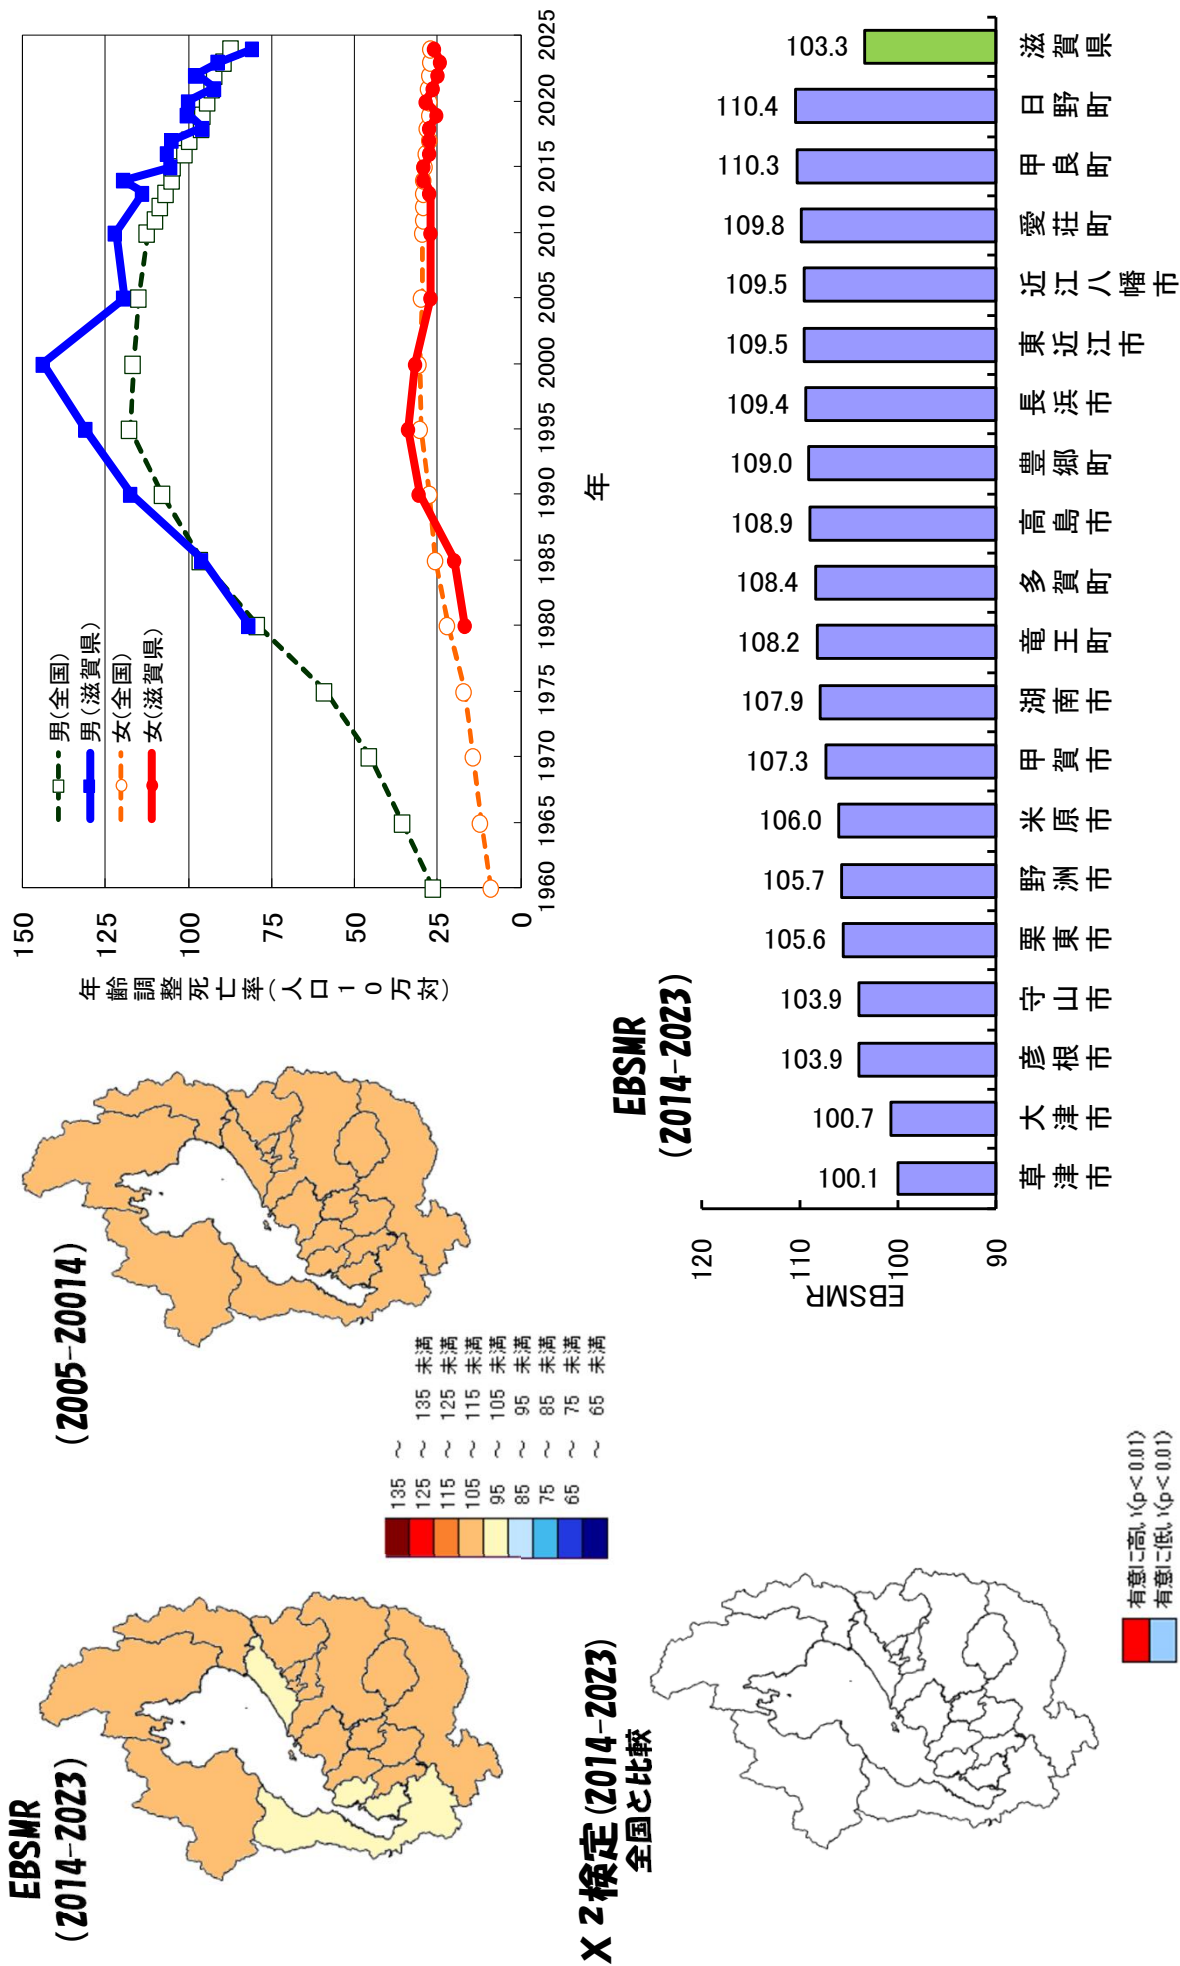 EBSMR
(2014-2023)
(2005-20014)
135 ～
125 ～ 135 未満
115 ～ 125 未満
105 ～ 115 未満
95 ～ 105 未満
85 ～ 95 未満
75 ～ 85 未満
65 ～ 75 未満
～ 65 未満
年齢調整死亡率(人口１０万対)
150
125
100
75
50
25
0
男(全国)
男(滋賀県)
女(全国)
女(滋賀県)
1960 1965 1970 1975 1980 1985 1990 1995 2000 2005 2010 2015 2020 2025
年
X²検定(2014-2023)
全国と比較
有意に高い(p<0.01)
有意に低い(p<0.01)
EBSMR
(2014-2023)
EBSMR
120
110
100
90
100.1 100.7 103.9 103.9 105.6 105.7 106.0 107.3 107.9 108.2 108.4 108.9 109.0 109.4 109.5 109.5 109.8 110.3 110.4 103.3
草津市 大津市 彦根市 守山市 栗東市 野洲市 米原市 甲賀市 湖南市 竜王町 多賀町 高島市 豊郷町 長浜市 東近江市 近江八幡市 愛荘町 甲良町 日野町 滋賀県